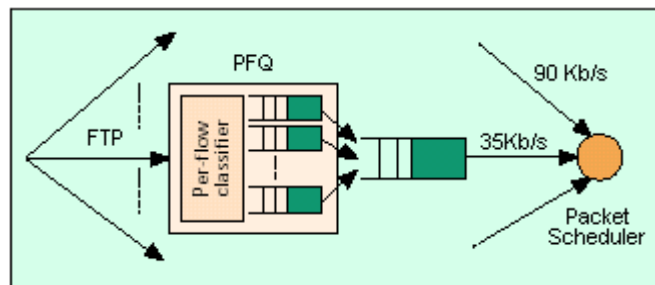 PFQ
90 Kb/s
FTP
Per-flow
classifier
35Kb/s
Packet
Scheduler